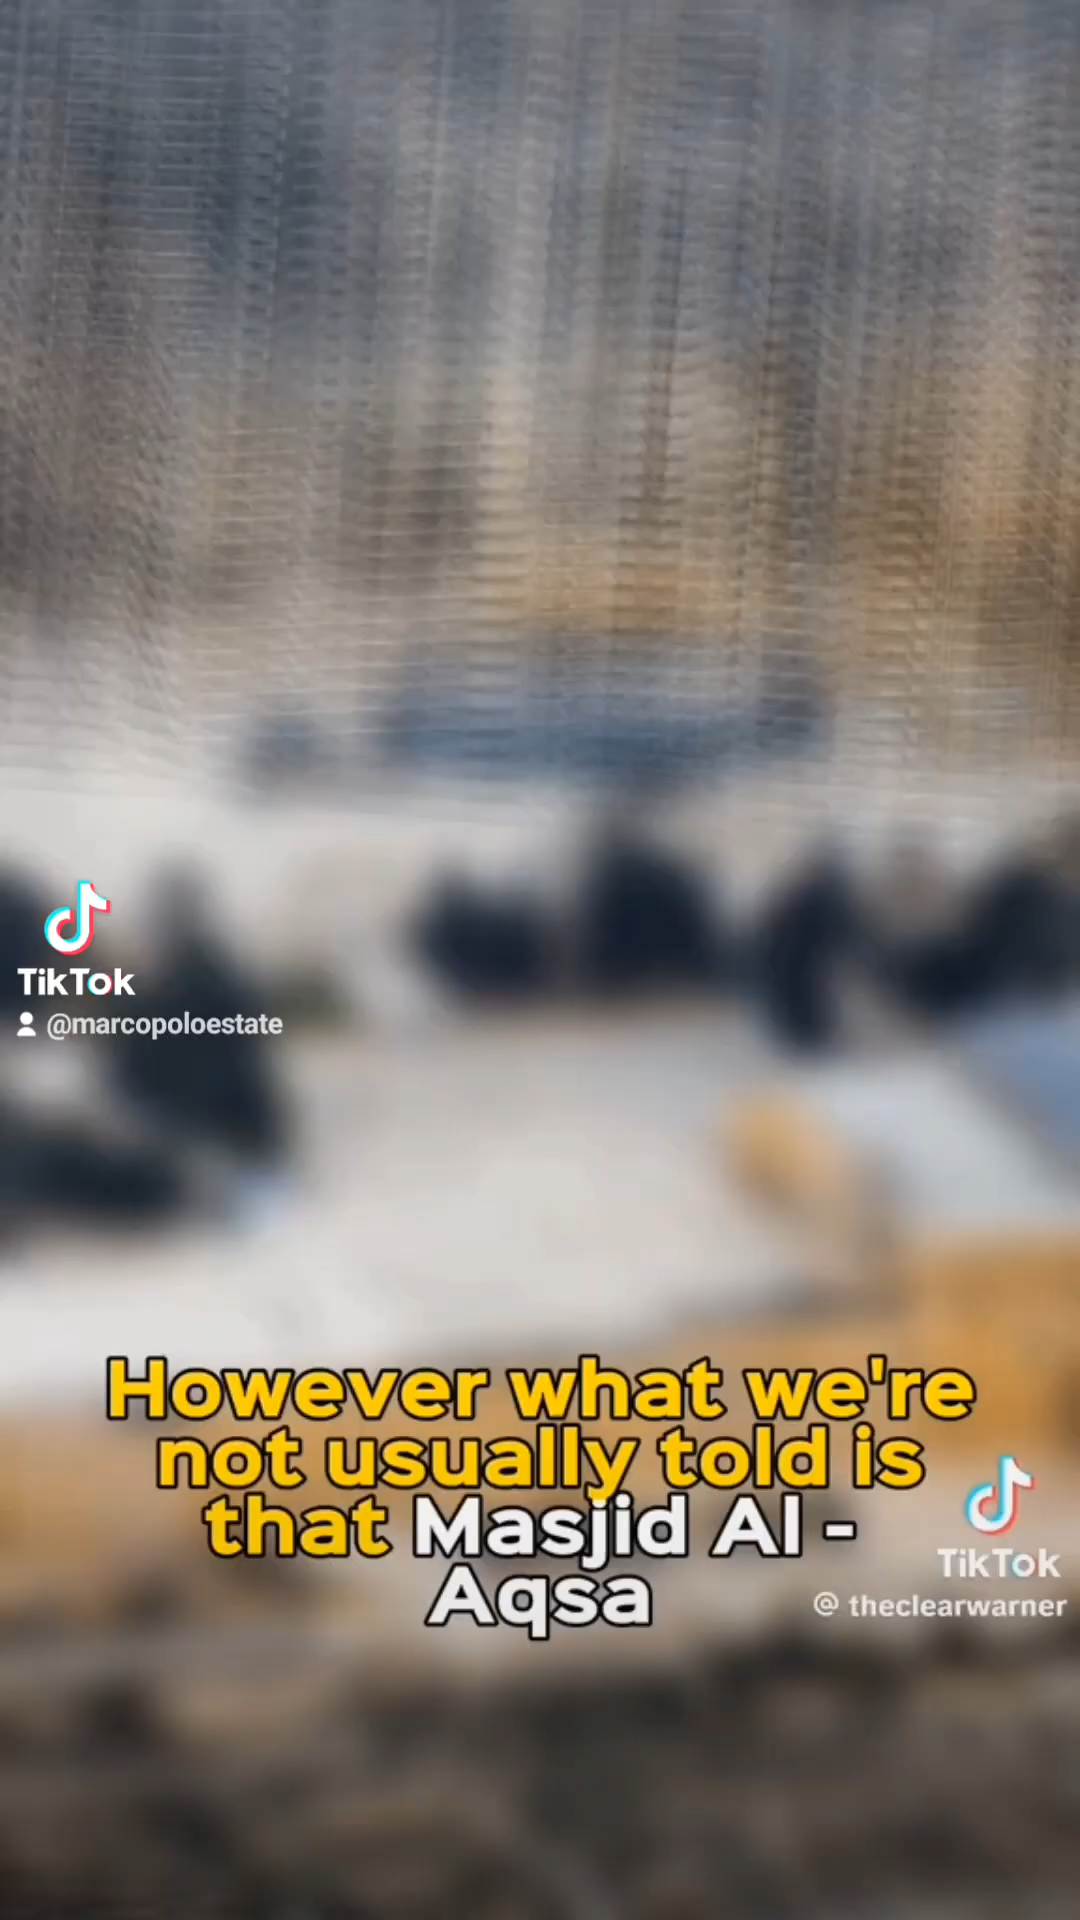 TikTok
@marcopoloestate
However what we're
not usually told is
that Masjid Al -
Aqsa
TikTok
@ theclearwarner